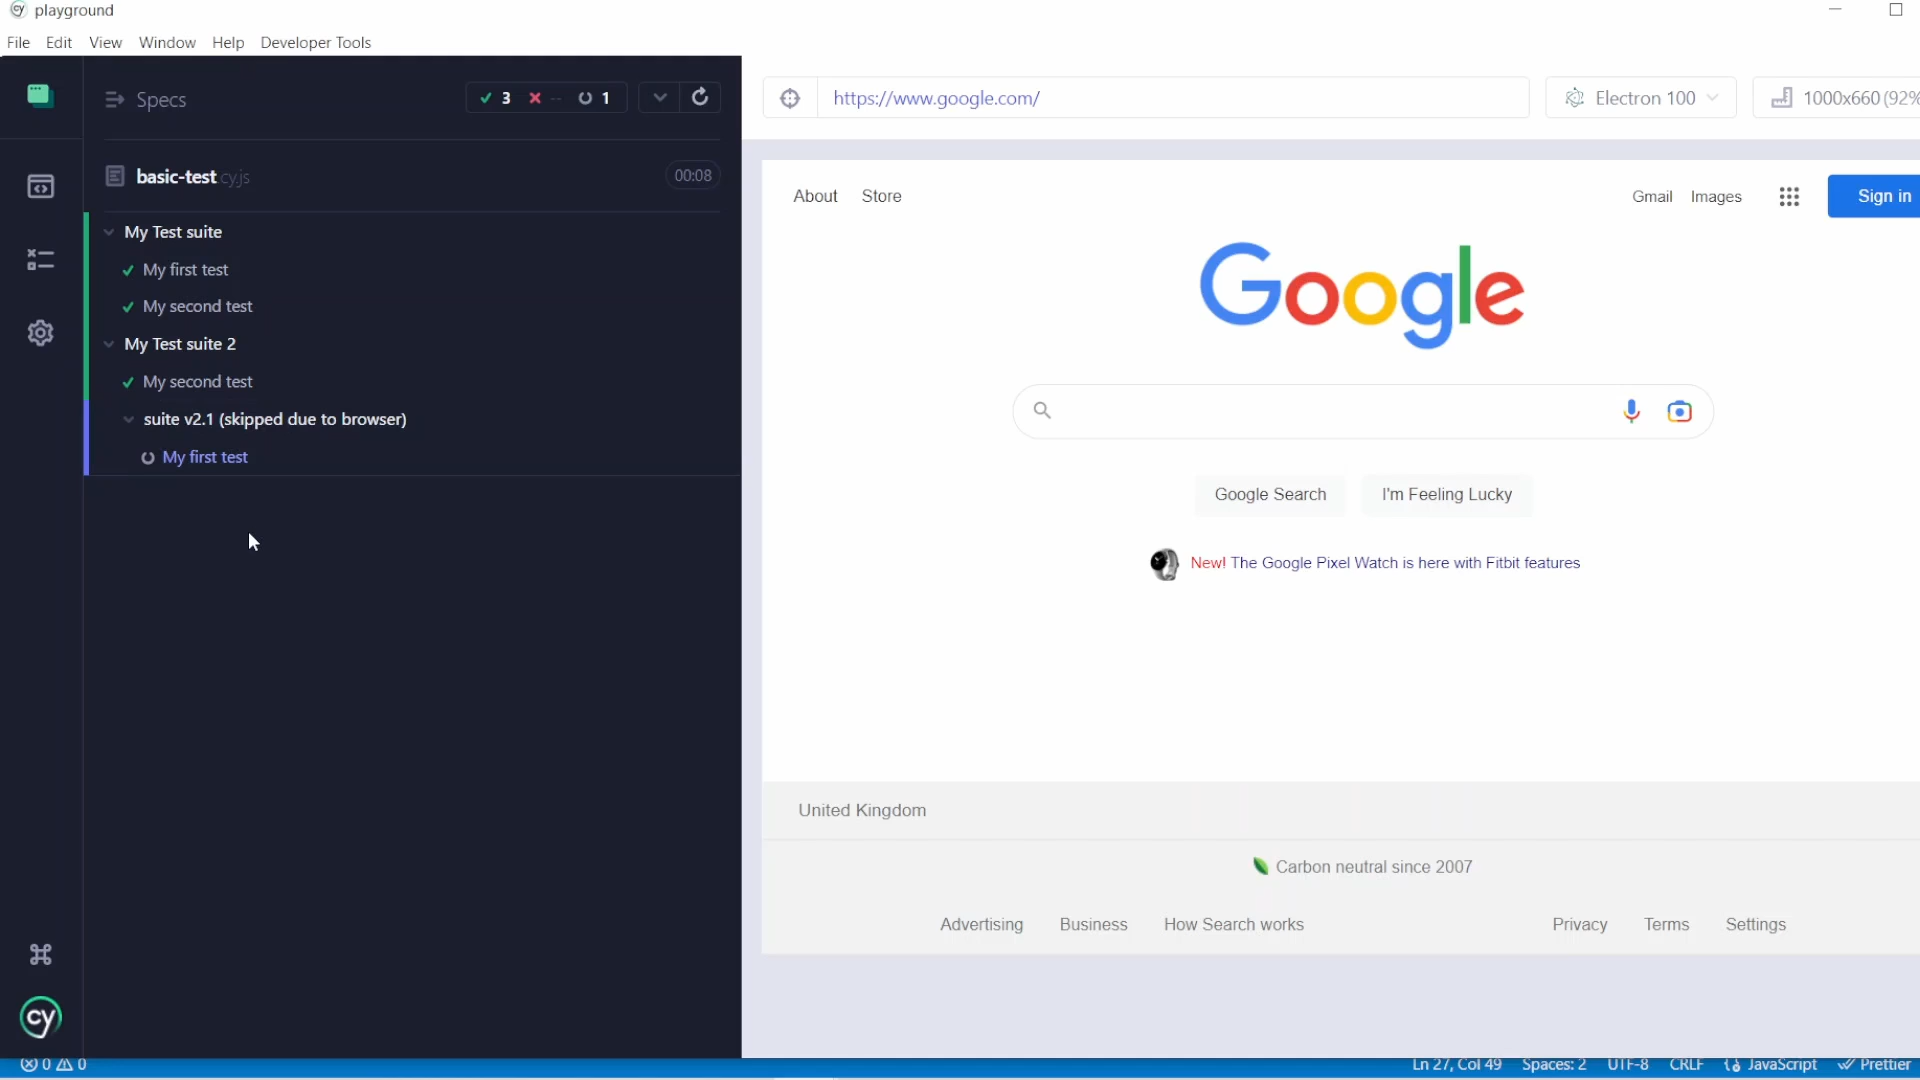 playground
File Edit View Window Help Developer Tools
Specs
3 -- 1
https://www.google.com/
Electron 100
1000x660 (92%
basic-test.cy.js
00:08
My Test suite
My first test
My second test
My Test suite 2
My second test
suite v2.1 (skipped due to browser)
My first test
About Store
Gmail Images
Sign in
Google
Google Search
I'm Feeling Lucky
New! The Google Pixel Watch is here with Fitbit features
United Kingdom
Carbon neutral since 2007
Advertising Business How Search works
Privacy Terms Settings
cy
0 0
Ln 27, Col 49 Spaces: 2 UTF-8 CRLF JavaScript Prettier